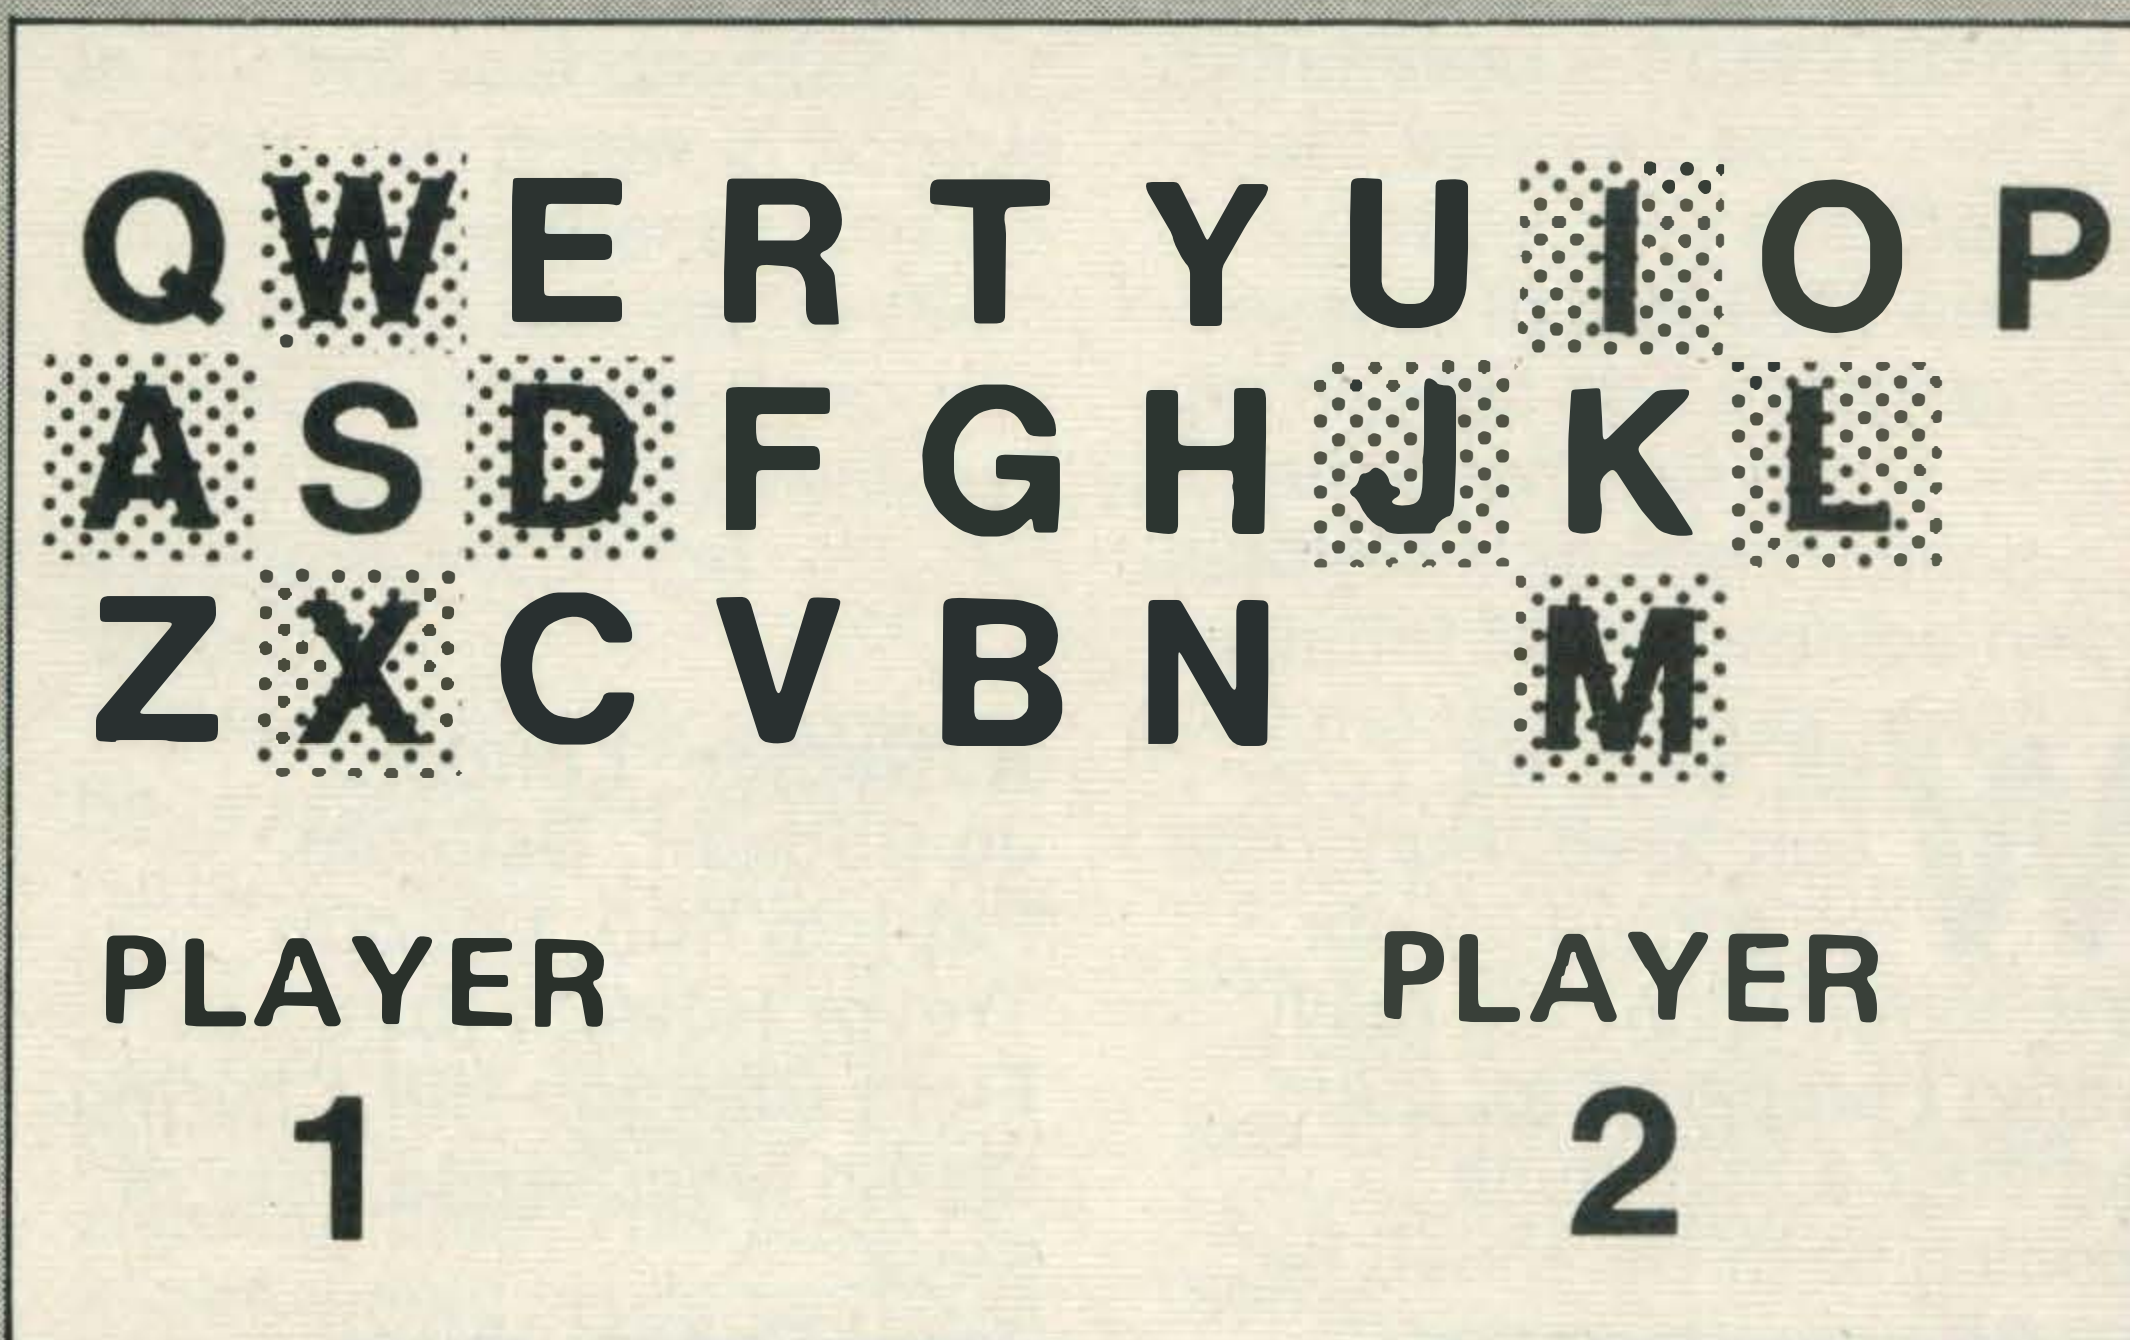 Q W E R T Y U I O P
A S D F G H J K L
Z X C V B N M
PLAYER PLAYER
1 2